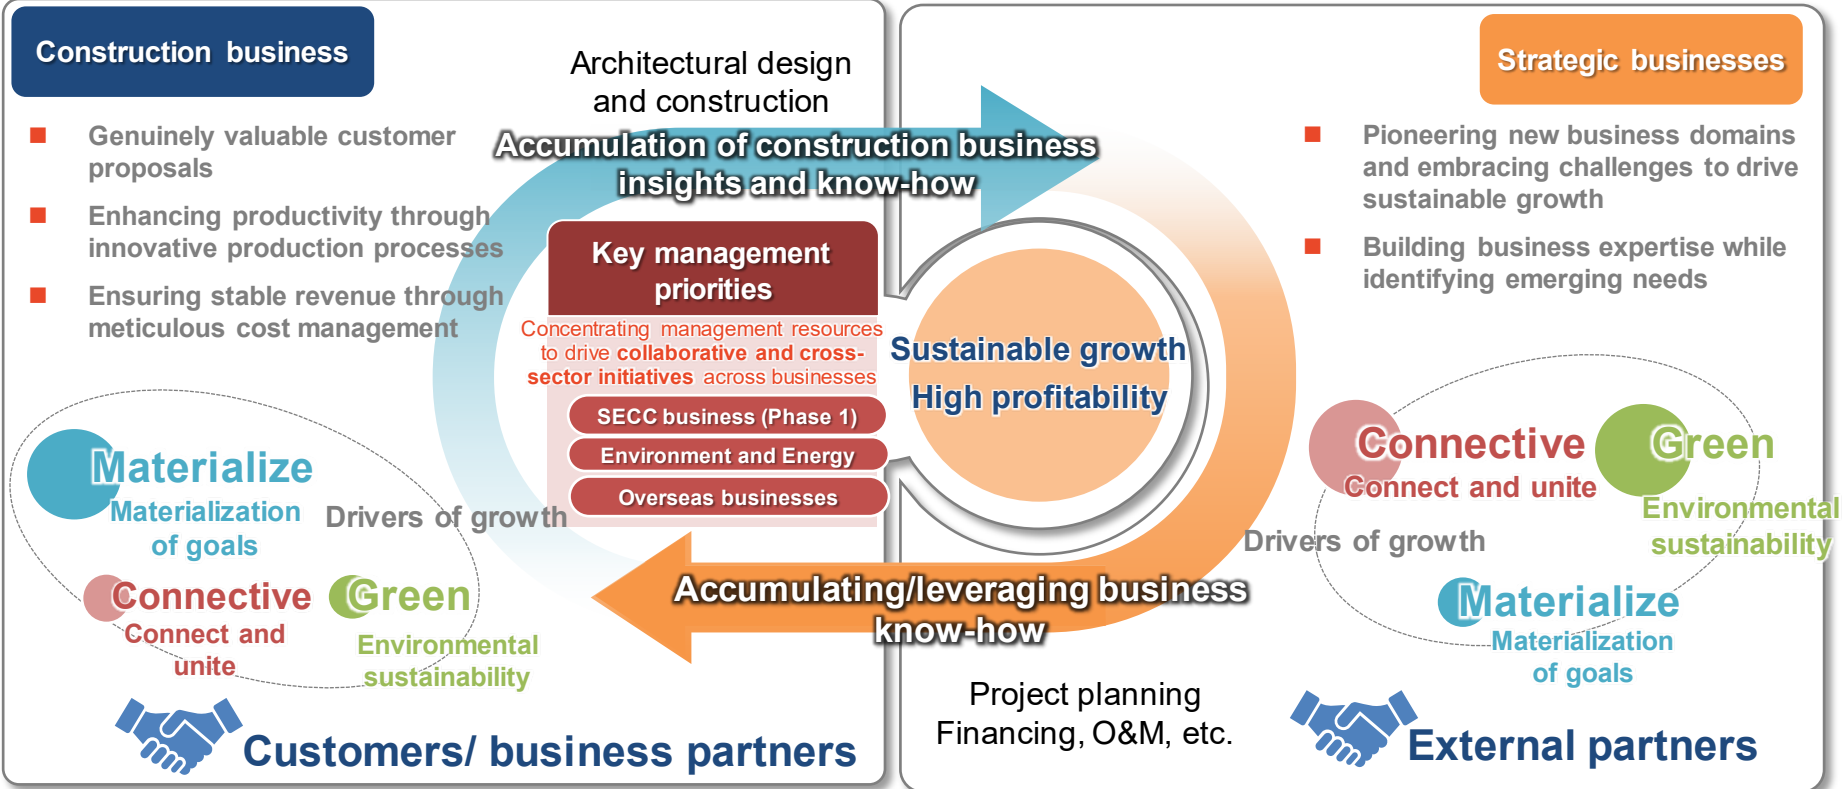 Construction business
Genuinely valuable customer
proposals
Enhancing productivity through
innovative production processes
Ensuring stable revenue through
meticulous cost management
Architectural design
and construction
Accumulation of construction business
insights and know-how
Key management
priorities
Concentrating management resources
to drive collaborative and cross-
sector initiatives across businesses
SECC business (Phase 1)
Environment and Energy
Overseas businesses
Sustainable growth
High profitability
Materialize
Materialization
of goals
Drivers of growth
Connective
Connect and
unite
Green
Environmental
sustainability
Customers/ business partners
Accumulating/leveraging business
know-how
Project planning
Financing, O&M, etc.
Strategic businesses
Pioneering new business domains
and embracing challenges to drive
sustainable growth
Building business expertise while
identifying emerging needs
Connective
Connect and unite
Green
Environmental
sustainability
Drivers of growth
Materialize
Materialization
of goals
External partners